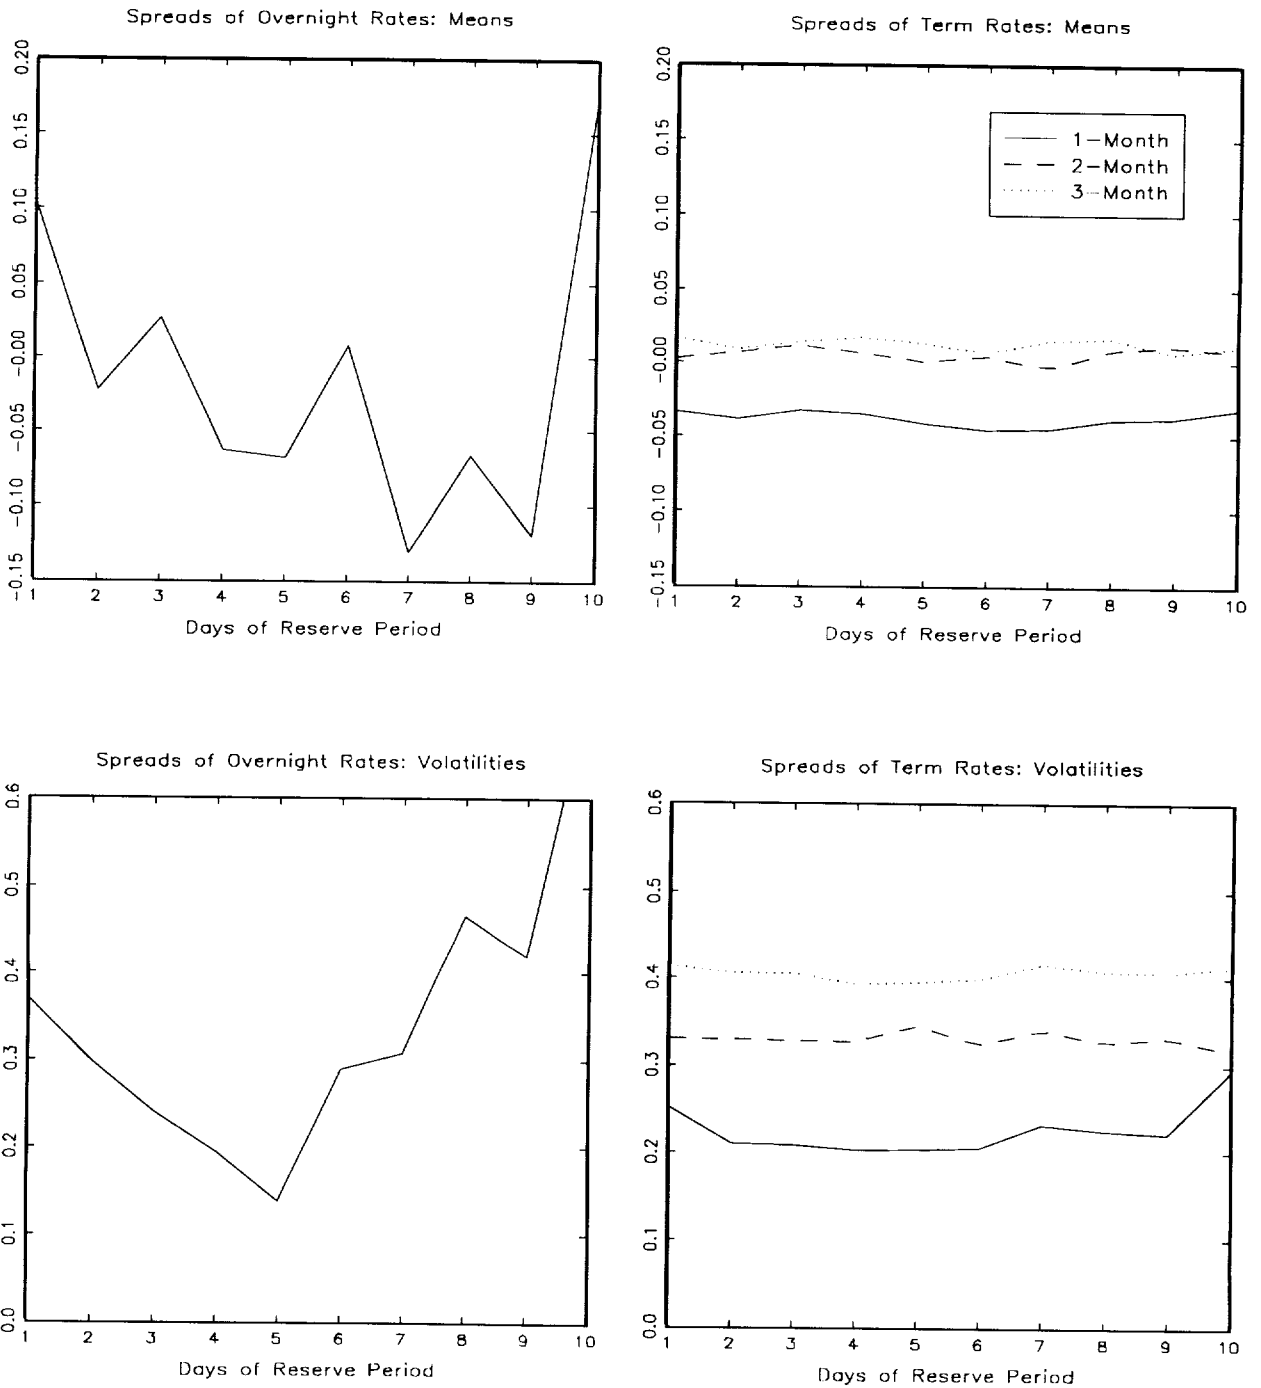 Spreads of Overnight Rates: Means
0.20
0.15
0.10
0.05
−0.00
−0.05
−0.10
−0.15
1 2 3 4 5 6 7 8 9 10
Days of Reserve Period
Spreads of Term Rates: Means
0.20
0.15
0.10
0.05
−0.00
−0.05
−0.10
−0.15
1−Month
2−Month
3−Month
1 2 3 4 5 6 7 8 9 10
Days of Reserve Period
Spreads of Overnight Rates: Volatilities
0.6
0.5
0.4
0.3
0.2
0.1
0.0
1 2 3 4 5 6 7 8 9 10
Days of Reserve Period
Spreads of Term Rates: Volatilities
0.6
0.5
0.4
0.3
0.2
0.1
0.0
1 2 3 4 5 6 7 8 9 10
Days of Reserve Period